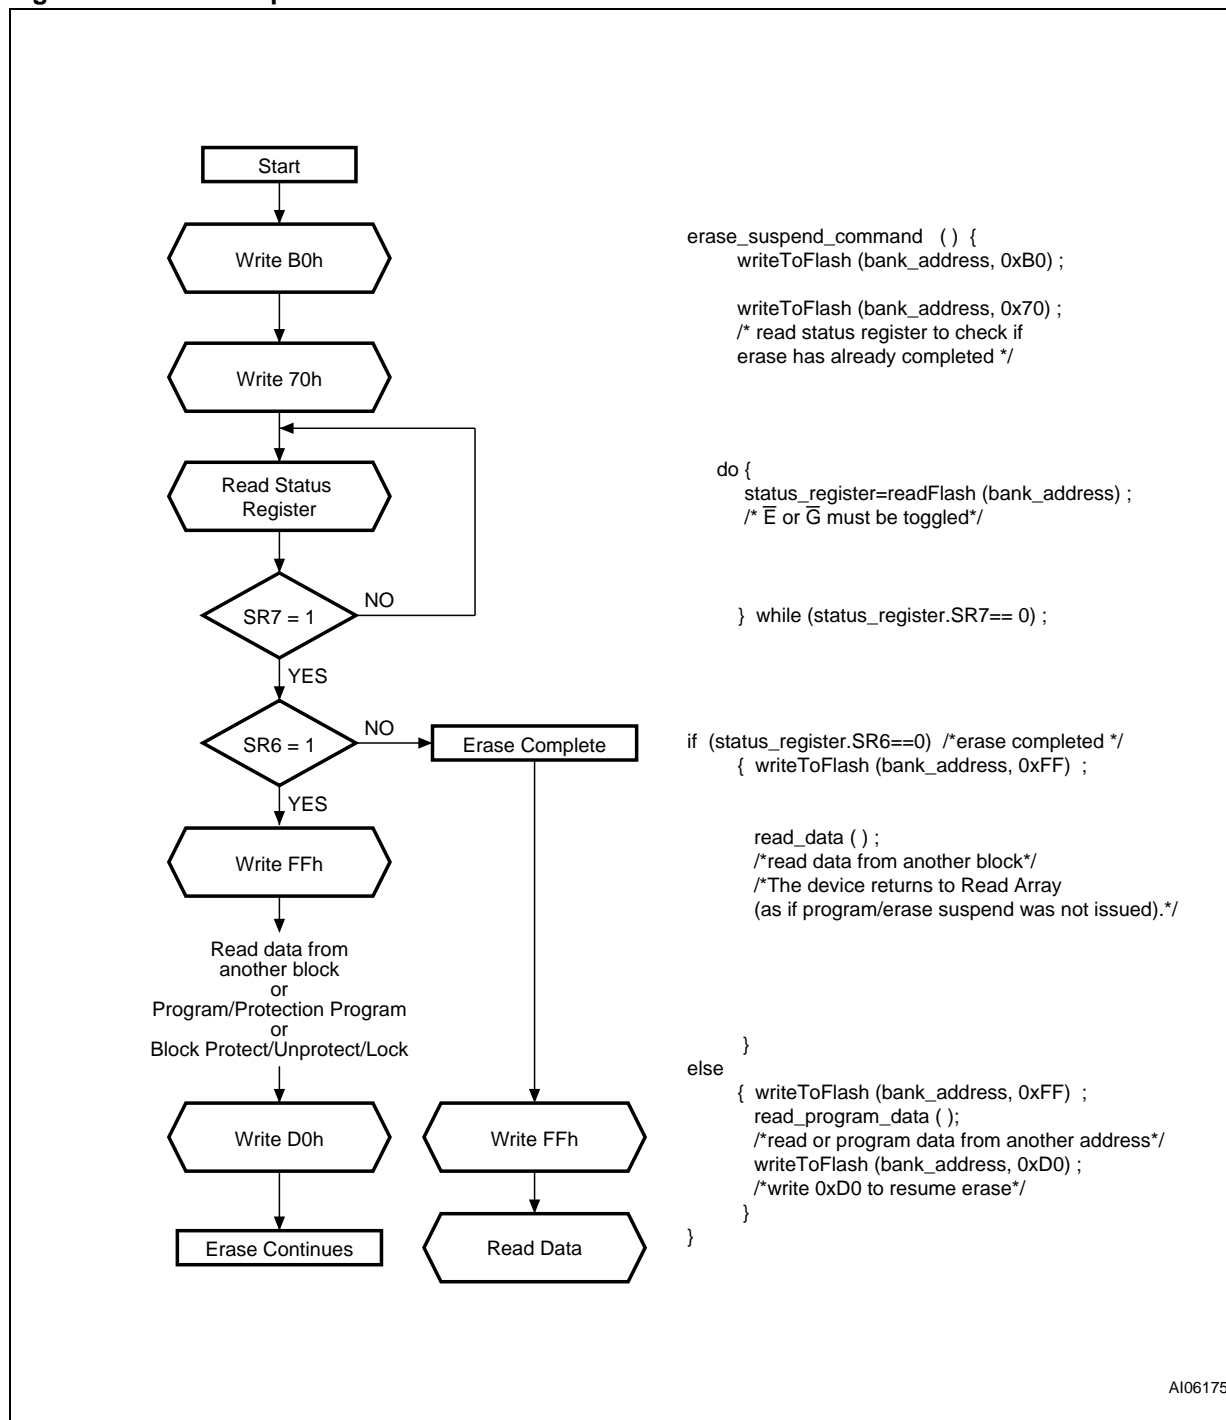 Start
Write B0h
Write 70h
Read Status
Register
SR7 = 1
NO
YES
SR6 = 1
NO
Erase Complete
YES
Write FFh
Read data from
another block
or
Program/Protection Program
or
Block Protect/Unprotect/Lock
Write D0h
Write FFh
Erase Continues
Read Data
erase_suspend_command ( ) {
writeToFlash (bank_address, 0xB0) ;
writeToFlash (bank_address, 0x70) ;
/* read status register to check if
erase has already completed */
do {
status_register=readFlash (bank_address) ;
/* E̅ or G̅ must be toggled*/
} while (status_register.SR7== 0) ;
if (status_register.SR6==0) /*erase completed */
{ writeToFlash (bank_address, 0xFF) ;
read_data ( ) ;
/*read data from another block*/
/*The device returns to Read Array
(as if program/erase suspend was not issued).*/
}
else
{ writeToFlash (bank_address, 0xFF) ;
read_program_data ( );
/*read or program data from another address*/
writeToFlash (bank_address, 0xD0) ;
/*write 0xD0 to resume erase*/
}
}
AI06175